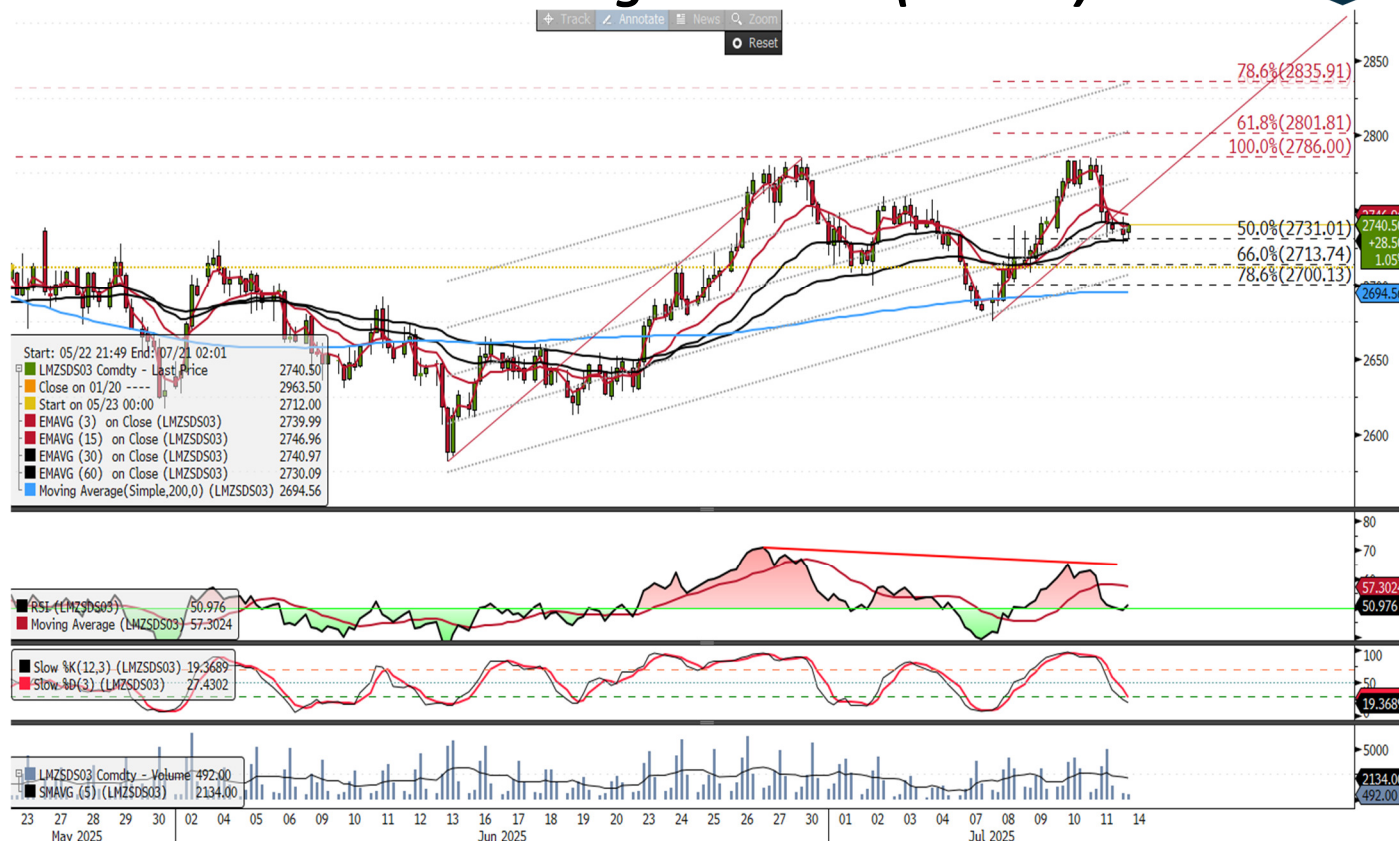 Track Annotate News Zoom
Reset
78.6%(2835.91)
61.8%(2801.81)
100.0%(2786.00)
50.0%(2731.01)
66.0%(2713.74)
78.6%(2700.13)
2850
2800
2740.50
+28.5
1.05
2694.56
2650
2600
Start: 05/22 21:49 End: 07/21 02:01
LMZSDS03 Comdty - Last Price 2740.50
Close on 01/20 ---- 2963.50
Start on 05/23 00:00 2712.00
EMAVG (3) on Close (LMZSDS03) 2739.99
EMAVG (15) on Close (LMZSDS03) 2746.96
EMAVG (30) on Close (LMZSDS03) 2740.97
EMAVG (60) on Close (LMZSDS03) 2730.09
Moving Average(Simple,200,0) (LMZSDS03) 2694.56
80
70
57.3024
50.976
RSI (LMZSDS03) 50.976
Moving Average (LMZSDS03) 57.3024
Slow %K(12,3) (LMZSDS03) 19.3689
Slow %D(3) (LMZSDS03) 27.4302
100
50
19.3689
0
LMZSDS03 Comdty - Volume 492.00
SMAVG (5) (LMZSDS03) 2134.00
5000
2134.00
492.00
23 27 28 29 30 02 04 05 06 09 10 11 12 13 16 17 18 19 20 23 24 25 26 27 30 01 02 03 04 07 08 09 10 11 14
May 2025 Jun 2025 Jul 2025